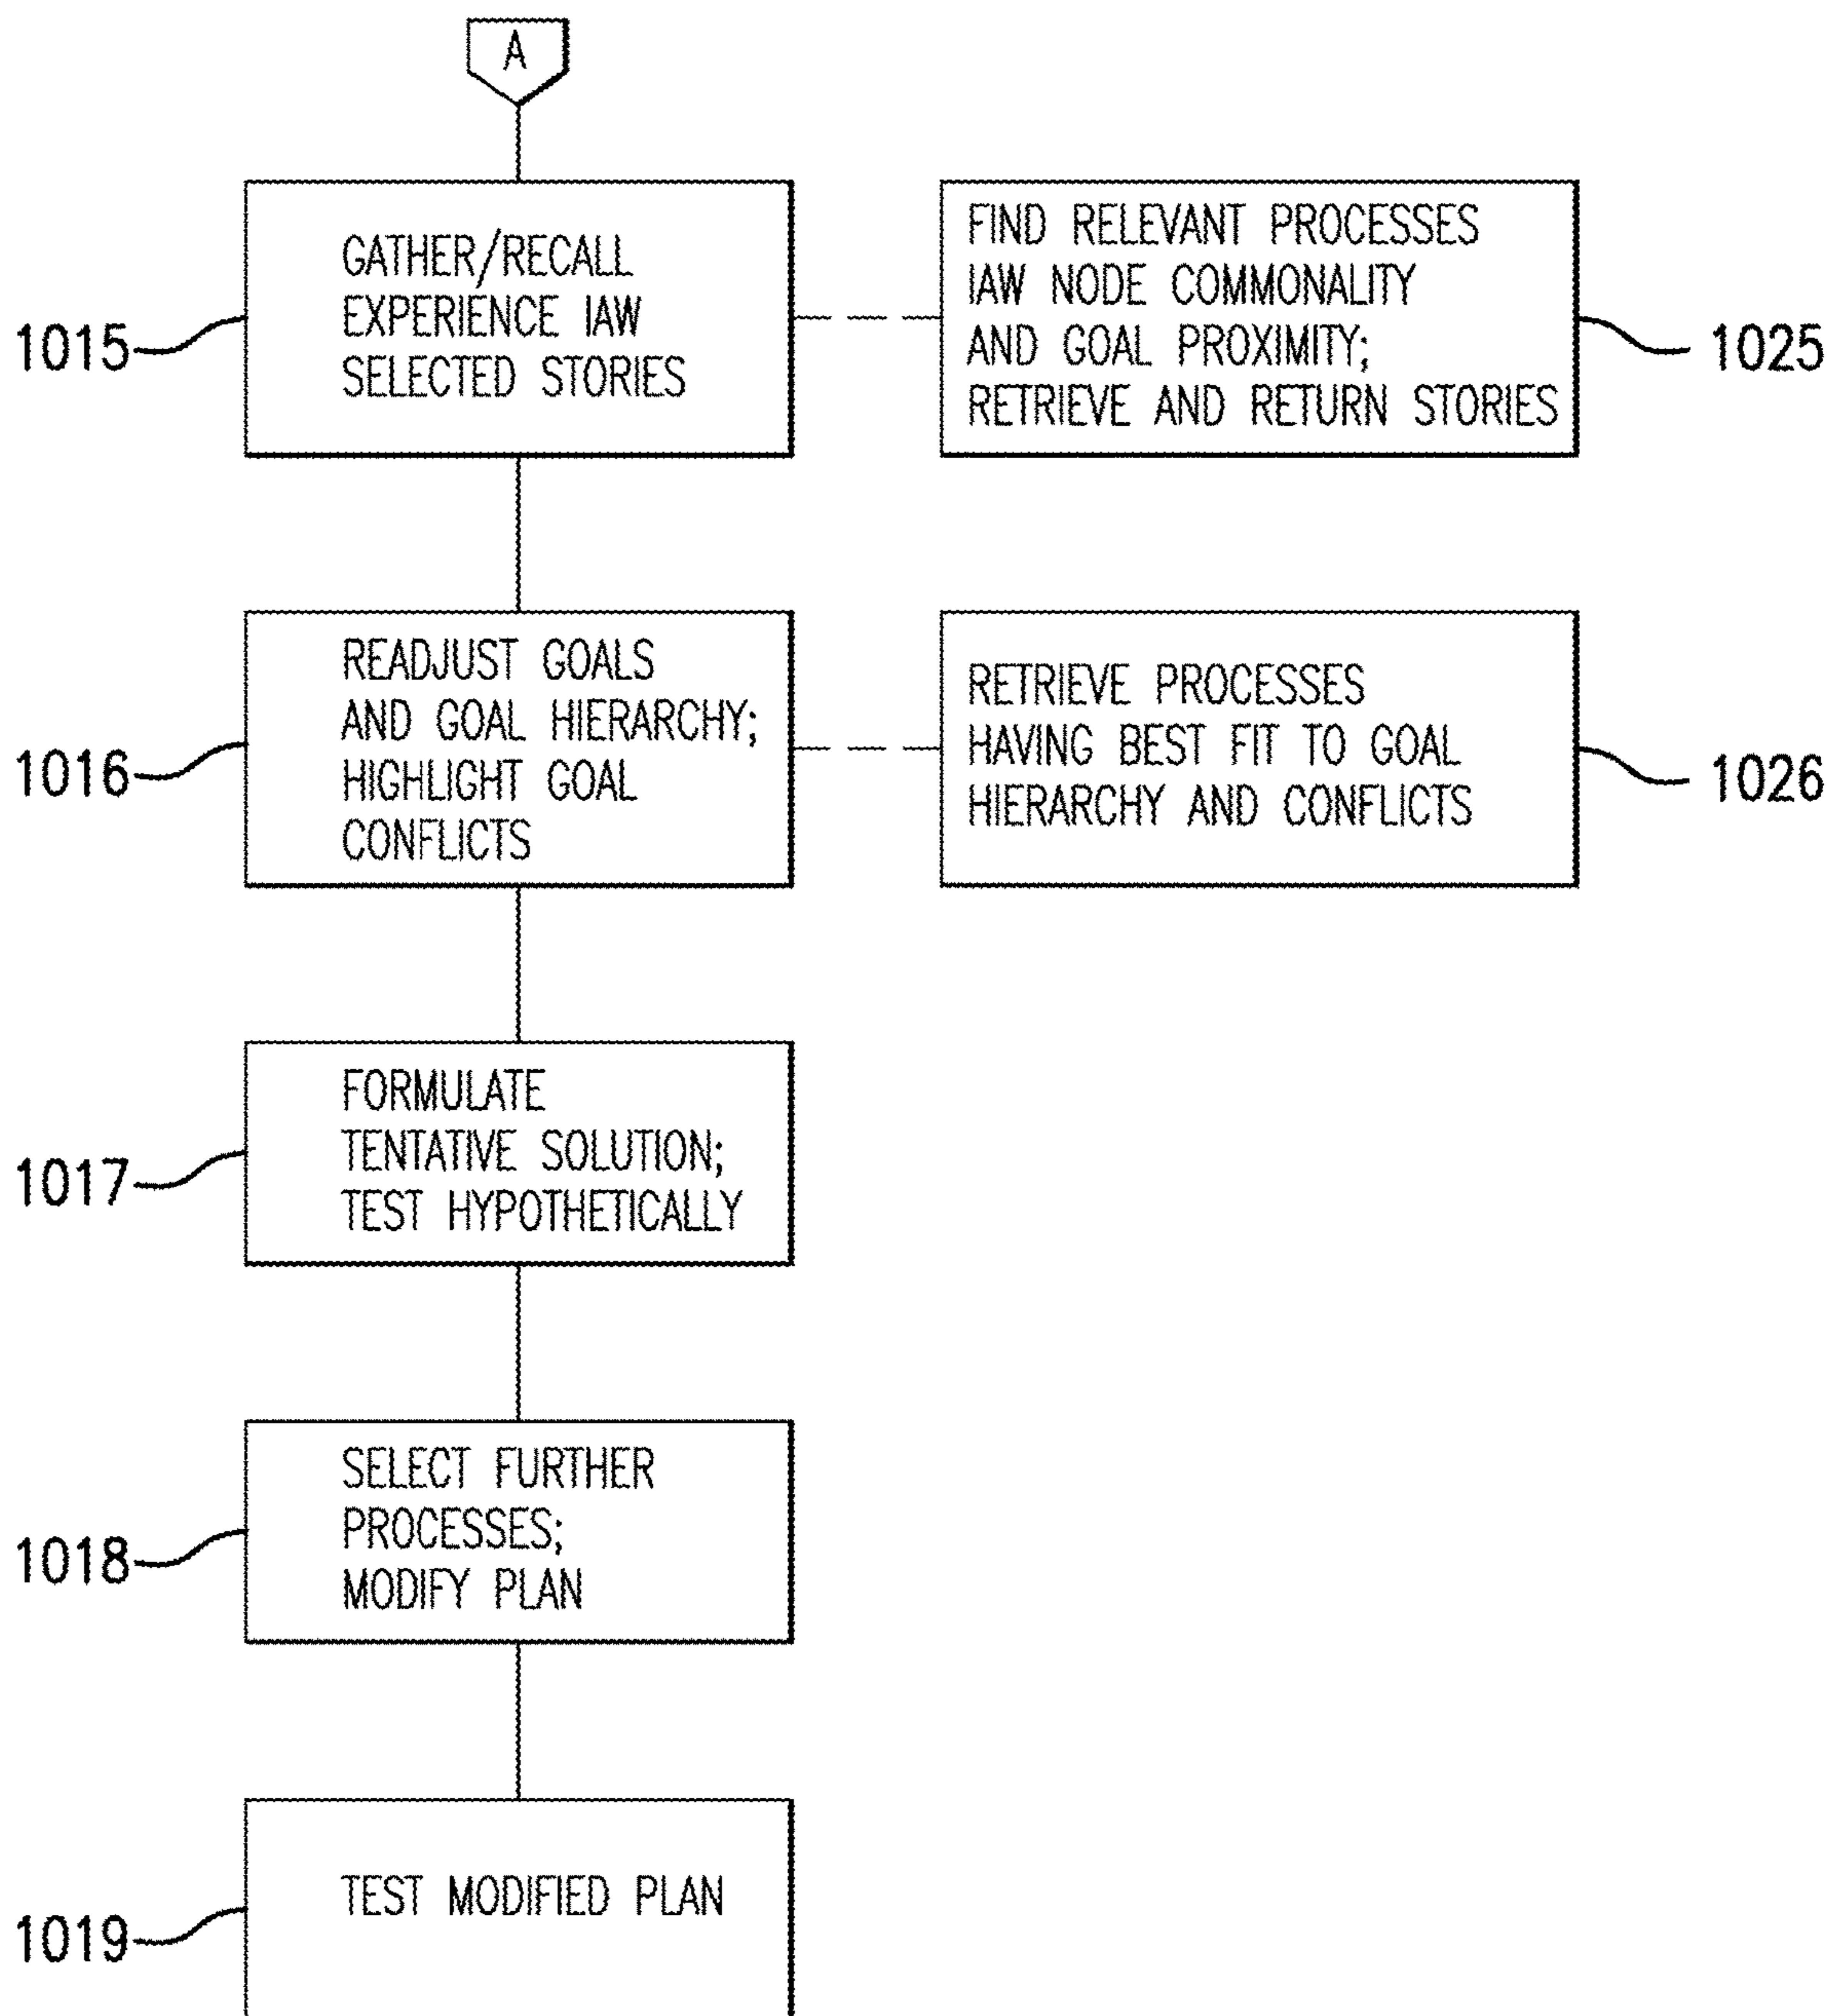 A
GATHER/RECALL
EXPERIENCE IAW
SELECTED STORIES
1015
FIND RELEVANT PROCESSES
IAW NODE COMMONALITY
AND GOAL PROXIMITY;
RETRIEVE AND RETURN STORIES
1025
READJUST GOALS
AND GOAL HIERARCHY;
HIGHLIGHT GOAL
CONFLICTS
1016
RETRIEVE PROCESSES
HAVING BEST FIT TO GOAL
HIERARCHY AND CONFLICTS
1026
FORMULATE
TENTATIVE SOLUTION;
TEST HYPOTHETICALLY
1017
SELECT FURTHER
PROCESSES;
MODIFY PLAN
1018
TEST MODIFIED PLAN
1019